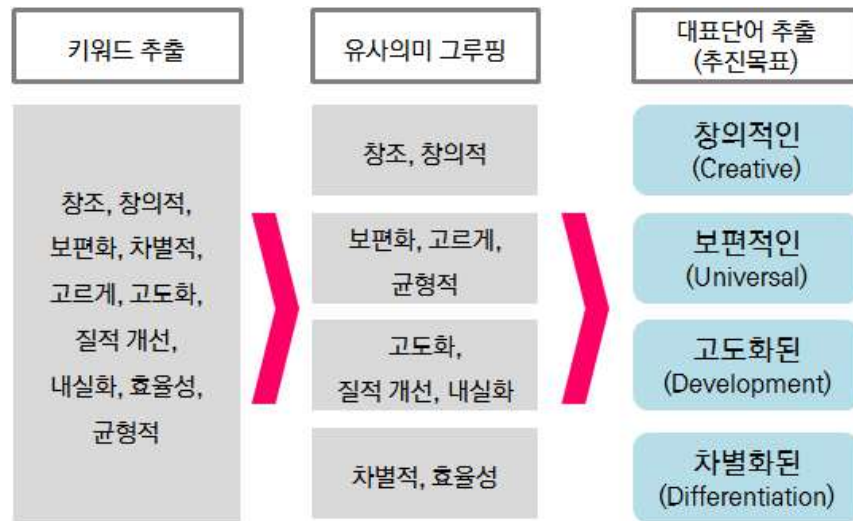 키워드 추출
유사의미 그루핑
대표단어 추출
(추진목표)
창조, 창의적,
보편화, 차별적,
고르게, 고도화,
질적 개선,
내실화, 효율성,
균형적
창조, 창의적
보편화, 고르게,
균형적
고도화,
질적 개선, 내실화
차별적, 효율성
창의적인
(Creative)
보편적인
(Universal)
고도화된
(Development)
차별화된
(Differentiation)